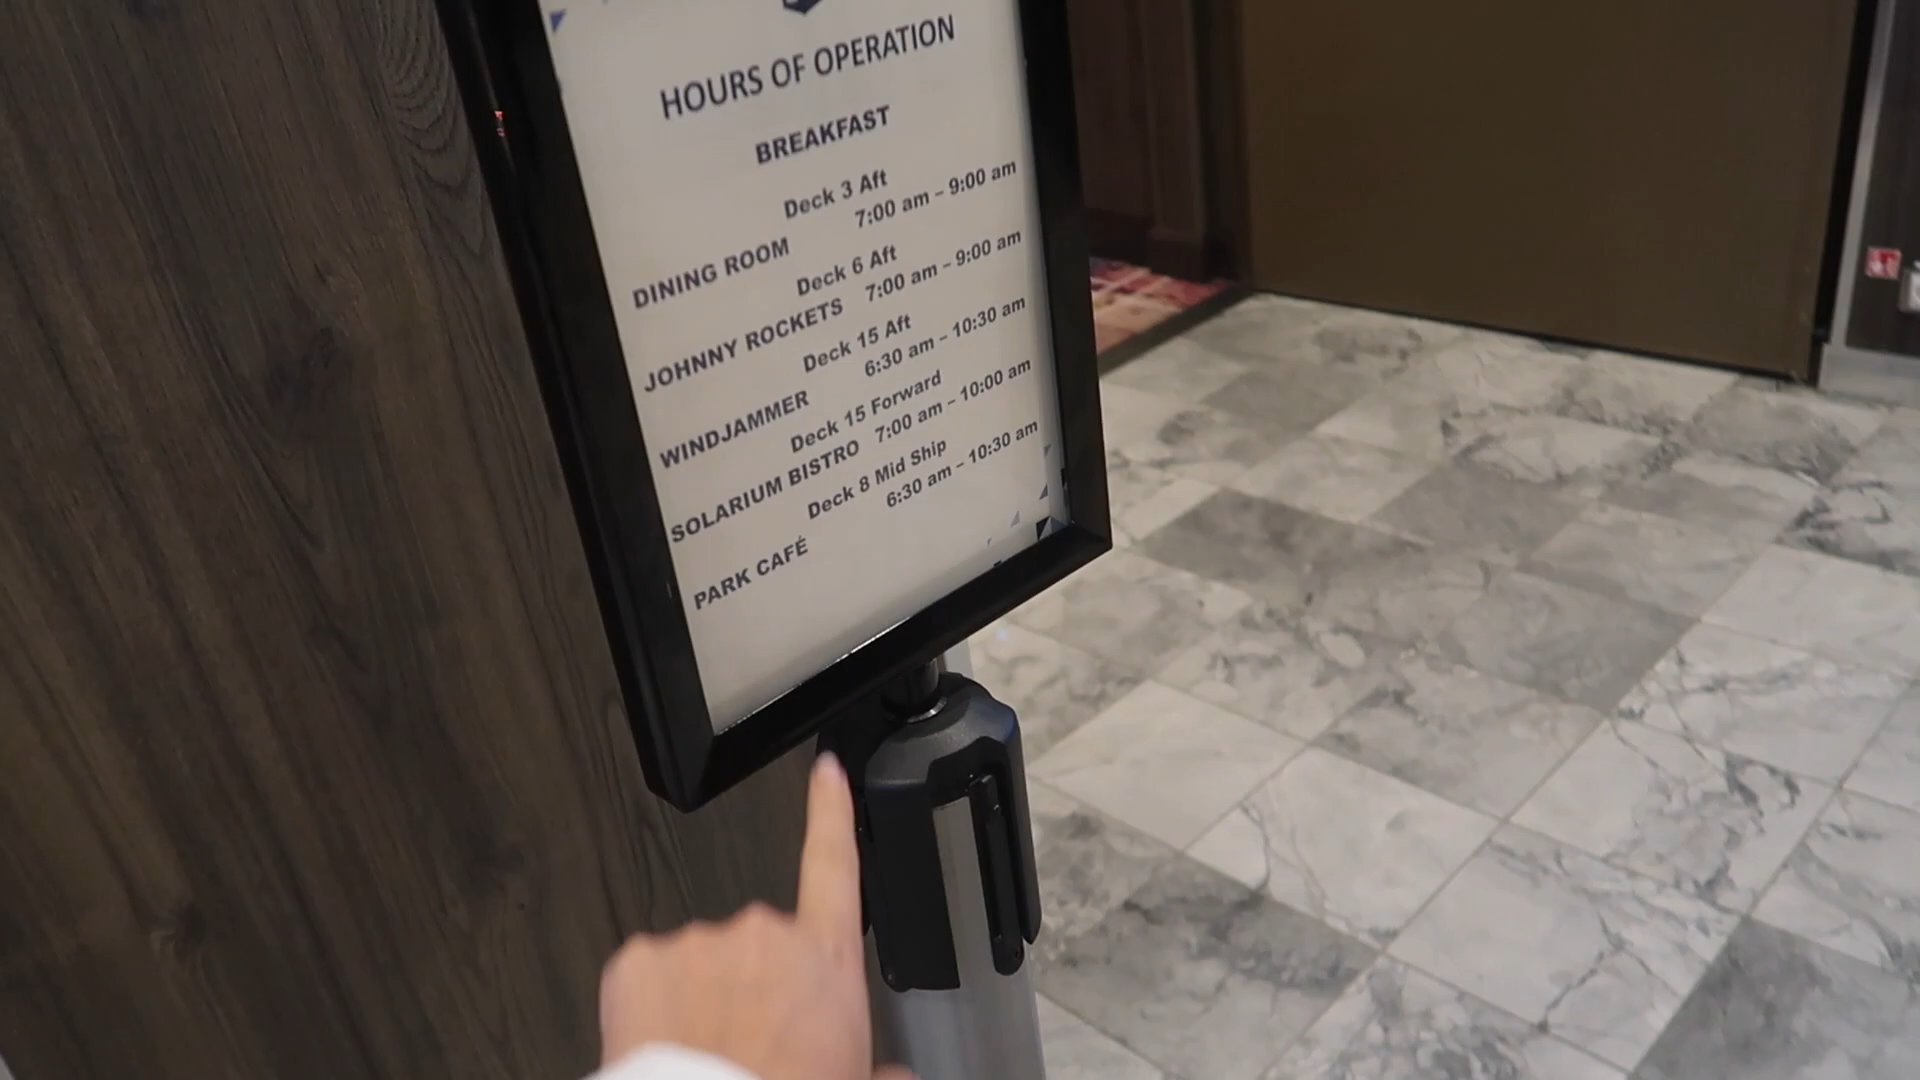 HOURS OF OPERATION
BREAKFAST
Deck 3 Aft
DINING ROOM 7:00 am – 9:00 am
Deck 6 Aft
JOHNNY ROCKETS 7:00 am – 9:00 am
Deck 15 Aft
WINDJAMMER 6:30 am – 10:30 am
Deck 15 Forward
SOLARIUM BISTRO 7:00 am – 10:00 am
Deck 8 Mid Ship
PARK CAFÉ 6:30 am – 10:30 am